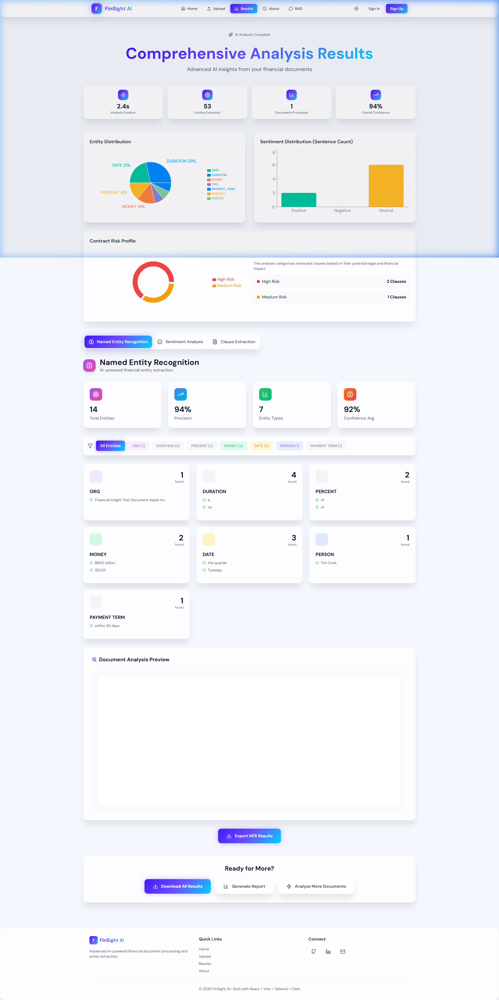 F FinSight AI Home Upload Results About RAG Sign In Sign Up
AI Analysis Complete
Comprehensive Analysis Results
Advanced AI insights from your financial documents
2.4s
Analysis Duration
53
Entities Extracted
1
Documents Processed
94%
Overall Confidence
Entity Distribution
DURATION 29%
DATE 21%
PERCENT 14%
MONEY 14%
DATE
DURATION
MONEY
ORG
PAYMENT_TERM
PERCENT
PERSON
Sentiment Distribution (Sentence Count)
8
6
4
2
0
Positive Negative Neutral
Contract Risk Profile
High Risk
Medium Risk
This analysis categorizes extracted clauses based on their potential legal and financial
impact.
High Risk 2 Clauses
Medium Risk 1 Clauses
Named Entity Recognition Sentiment Analysis Clause Extraction
Named Entity Recognition
AI-powered financial entity extraction
14
Total Entities
94%
Precision
7
Entity Types
92%
Confidence Avg
All Entities ORG (1) DURATION (4) PERCENT (2) MONEY (2) DATE (3) PERSON (1) PAYMENT TERM (1)
1
found
ORG
Financial Insight Test Document Apple Inc.
4
found
DURATION
a
on
2
found
PERCENT
of
of
2
found
MONEY
$89.5 billion
150.25
3
found
DATE
the quarter
Tuesday
1
found
PERSON
Tim Cook
1
found
PAYMENT TERM
within 30 days
Document Analysis Preview
Export NER Results
Ready for More?
Download All Results Generate Report Analyze More Documents
F FinSight AI
Advanced AI-powered financial document processing and
entity extraction.
Quick Links
Home
Upload
Results
About
Connect
© 2026 FinSight AI • Built with React + Vite + Tailwind + Clerk